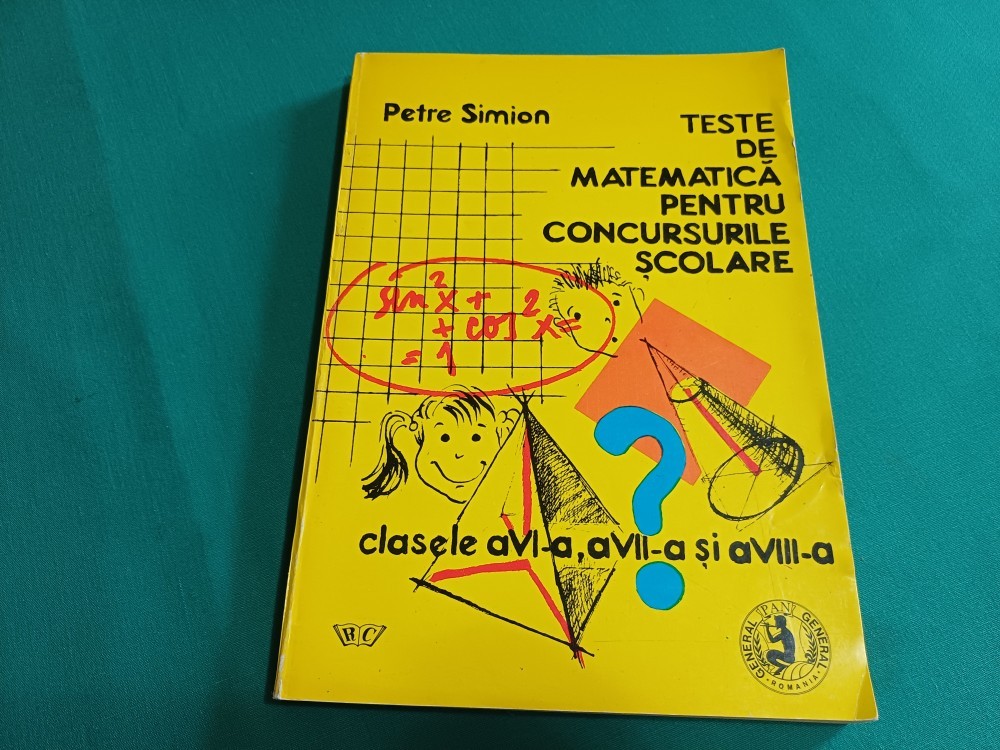 Petre Simion
TESTE
DE
MATEMATICĂ
PENTRU
CONCURSURILE
ȘCOLARE
sin²x +
+ cos²x =
= 1
?
clasele aVI-a, aVII-a și aVIII-a
RC
GENERAL PAN GENERAL
ROMANIA